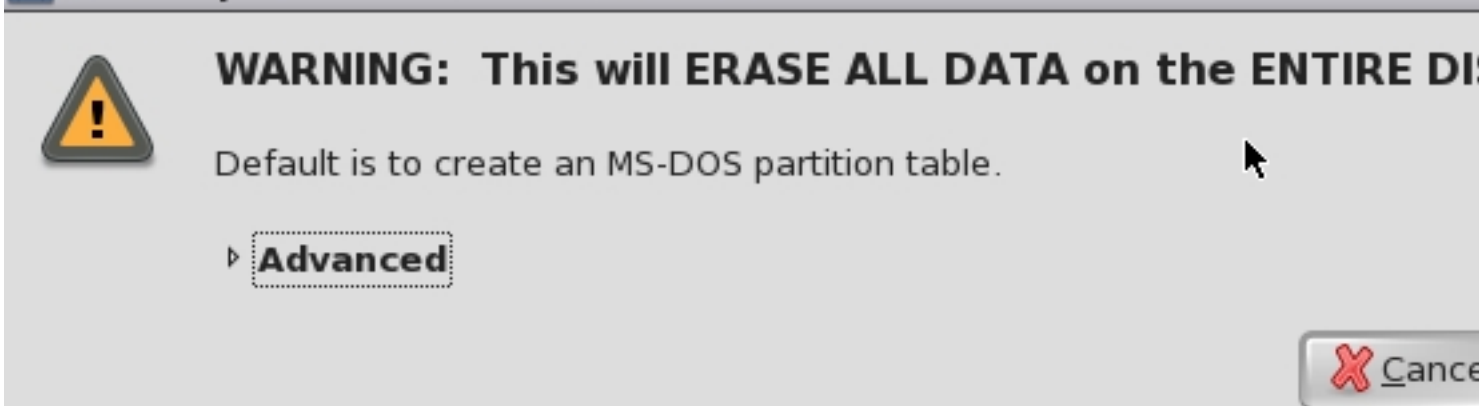 WARNING:  This will ERASE ALL DATA on the ENTIRE
Default is to create an MS-DOS partition table.
Advanced